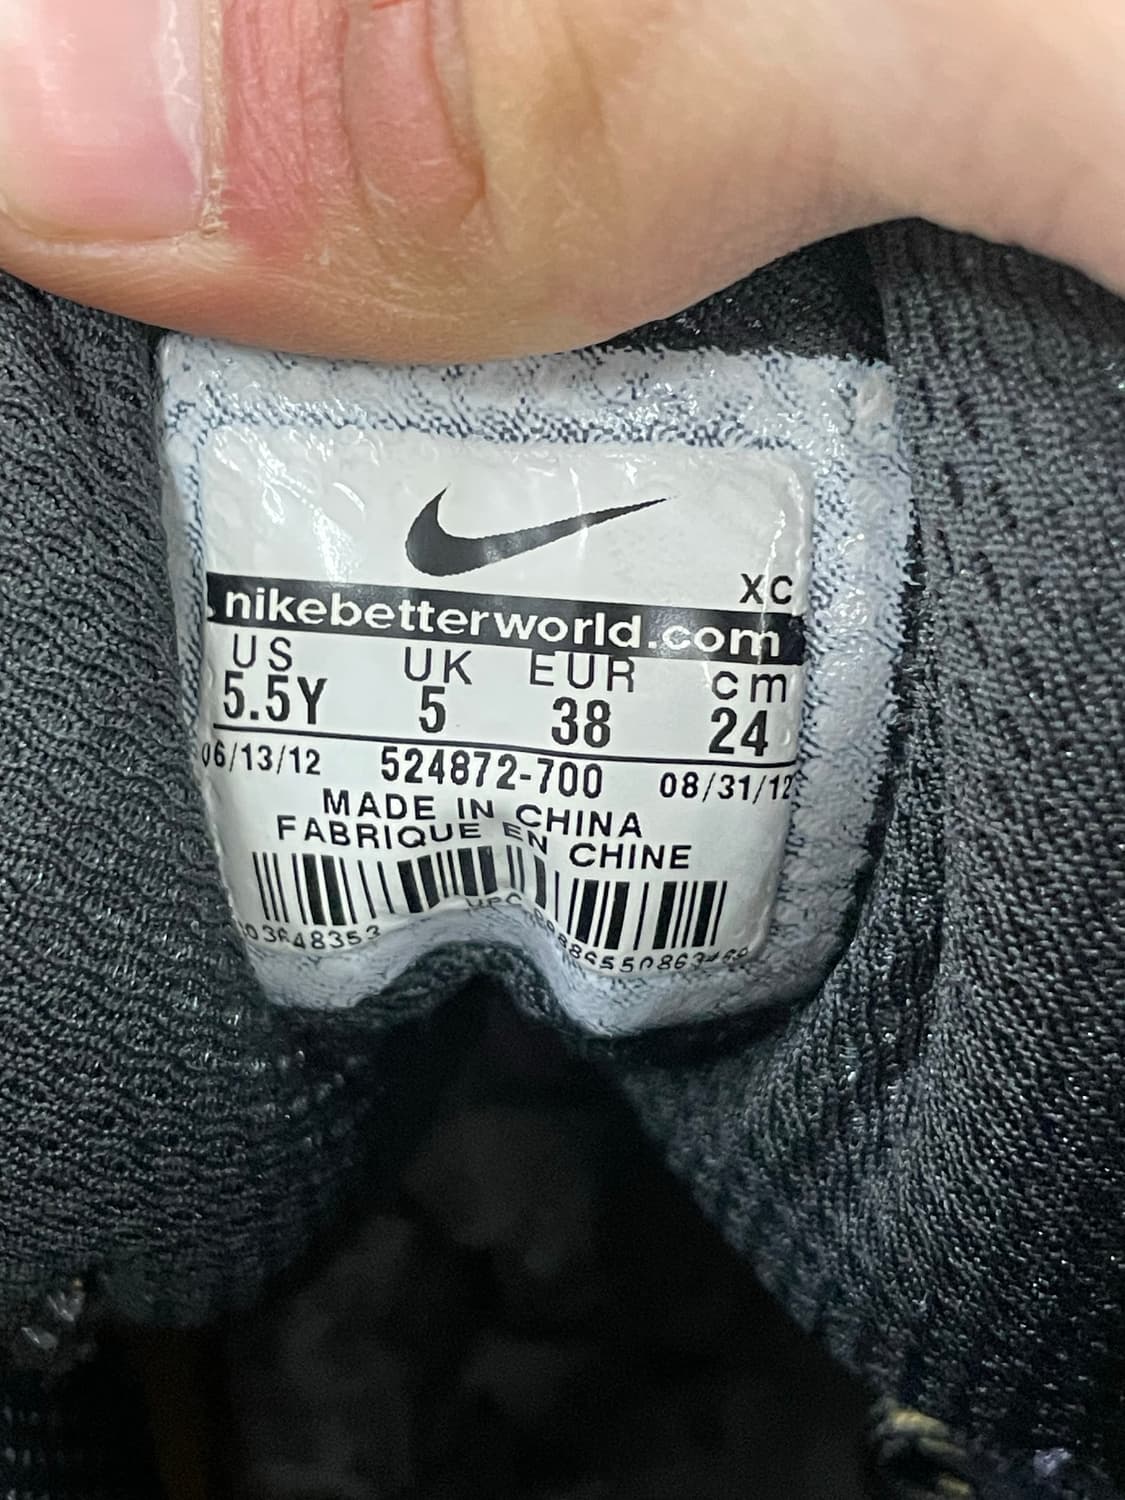 XC
nikebetterworld.com
US UK EUR cm
5.5Y 5 38 24
06/13/12 524872-700 08/31/12
MADE IN CHINA
FABRIQUE EN CHINE